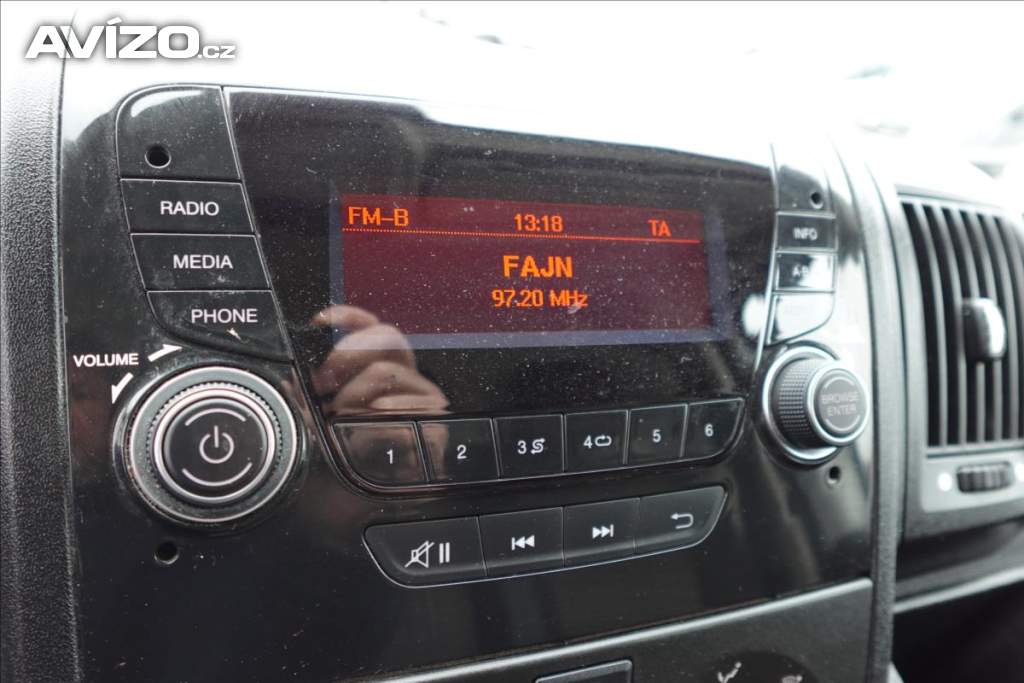 AVÍZO.cz
RADIO
MEDIA
PHONE
VOLUME
FM-B 13:18 TA
FAJN
97.20 MHz
INFO
BROWSE
ENTER
1 2 3 4 5 6